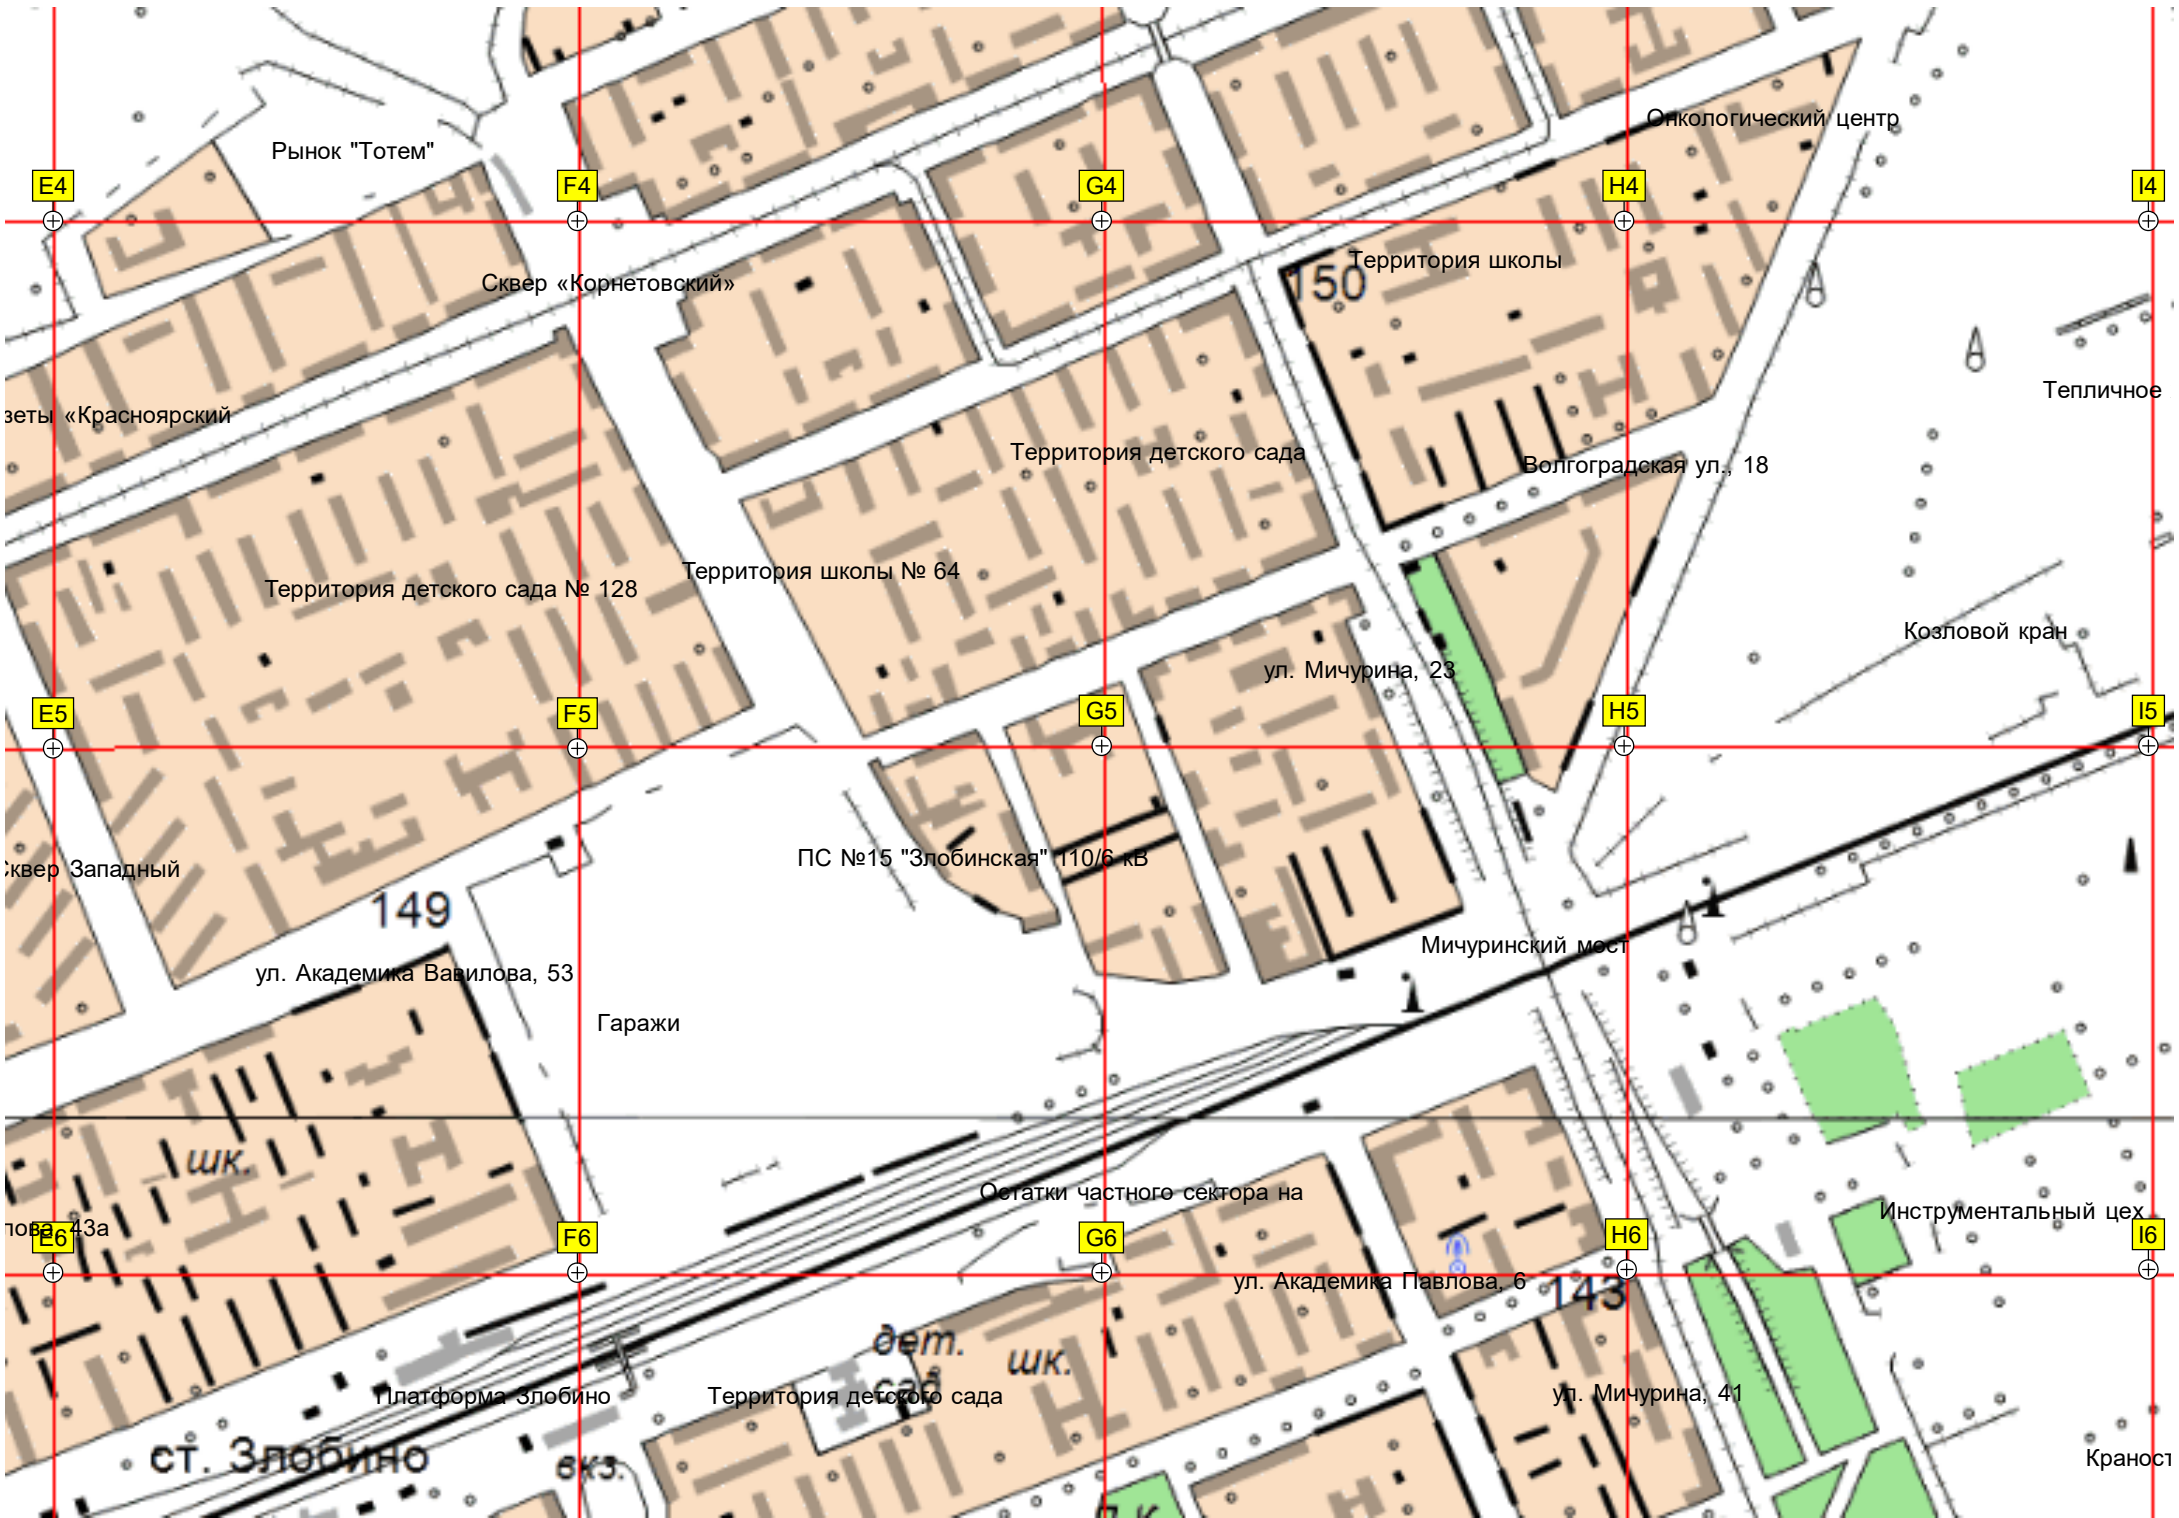 Онкологический центр
Рынок "Тотем"
E4
F4
G4
H4
I4
Территория школы
150
Сквер «Корнетовский»
Тепличное
зеты «Красноярский
Территория детского сада
Волгоградская ул., 18
Территория школы № 64
Территория детского сада № 128
Козловой кран
ул. Мичурина, 23
E5
F5
G5
H5
I5
ПС №15 "Злобинская" 110/6 кВ
Сквер Западный
149
Мичуринский мост
ул. Академика Вавилова, 53
Гаражи
шк.
Остатки частного сектора на
Инструментальный цех
лова, 43а
E6
F6
G6
H6
I6
ул. Академика Павлова, 6
143
дет.
сад
шк.
Платформа Злобино
Территория детского сада
ул. Мичурина, 41
ст. Злобино
вкз.
Краност
п.к.